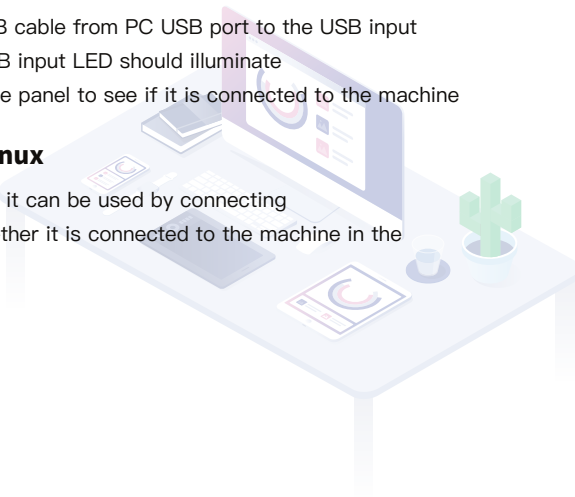 B cable from PC USB port to the USB input
B input LED should illuminate
e panel to see if it is connected to the machine
nux
it can be used by connecting
ther it is connected to the machine in the